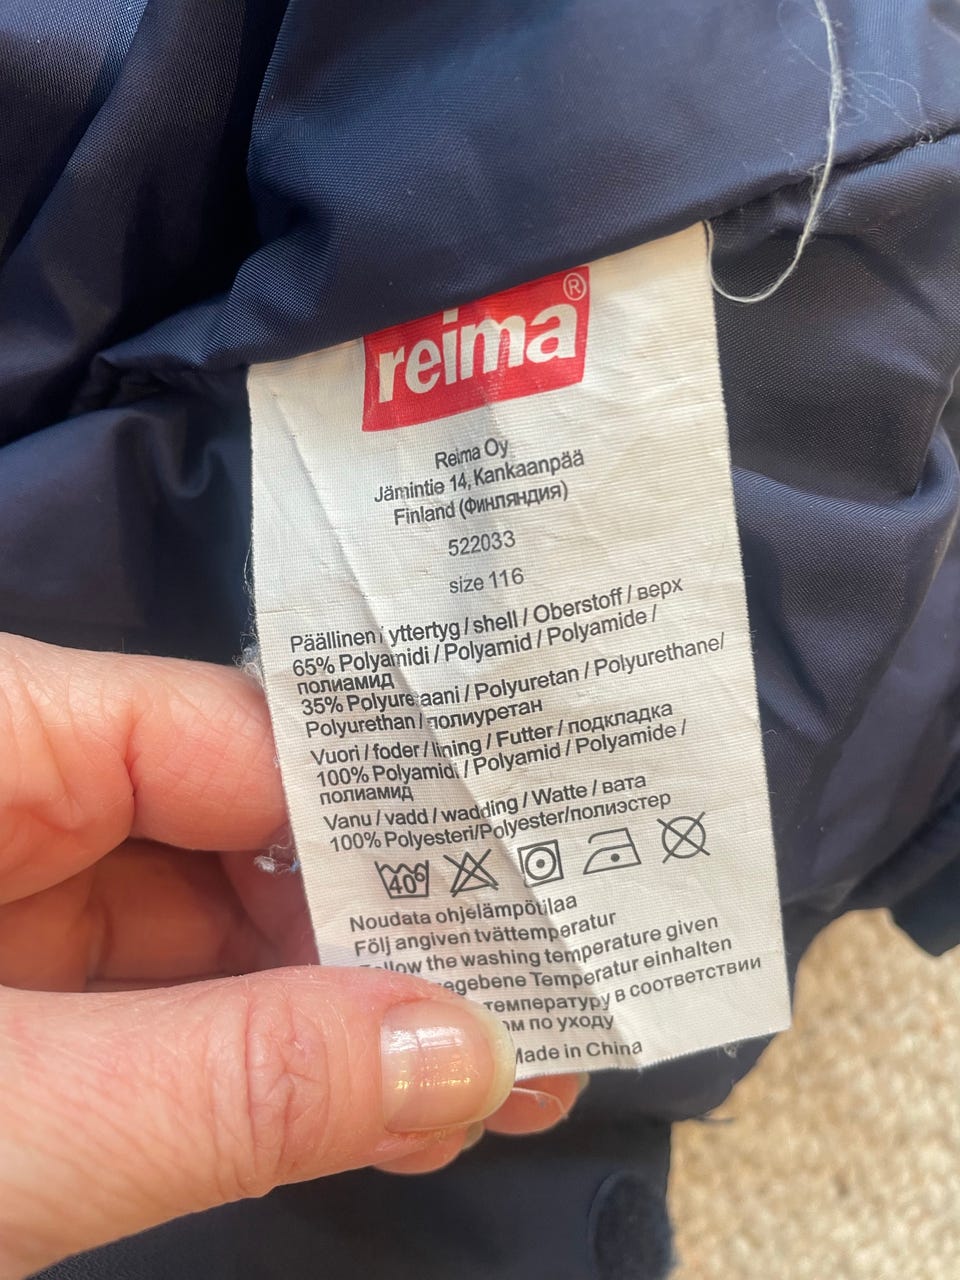 reima®
Reima Oy
Jämintie 14, Kankaanpää
Finland (Финляндия)
522033
size 116
Päällinen / yttertyg / shell / Oberstoff / верх
65% Polyamidi / Polyamid / Polyamide /
полиамид
35% Polyuretaani / Polyuretan / Polyurethane/
Polyurethan / полиуретан
Vuori / foder / lining / Futter / подкладка
100% Polyamidi / Polyamid / Polyamide /
полиамид
Vanu / vadd / wadding / Watte / вата
100% Polyesteri/Polyester/полиэстер
40°
Noudata ohjelämpötilaa
Följ angiven tvättemperatur
Follow the washing temperature given
Temperatur einhalten
температуру в соответствии
по уходу
Made in China